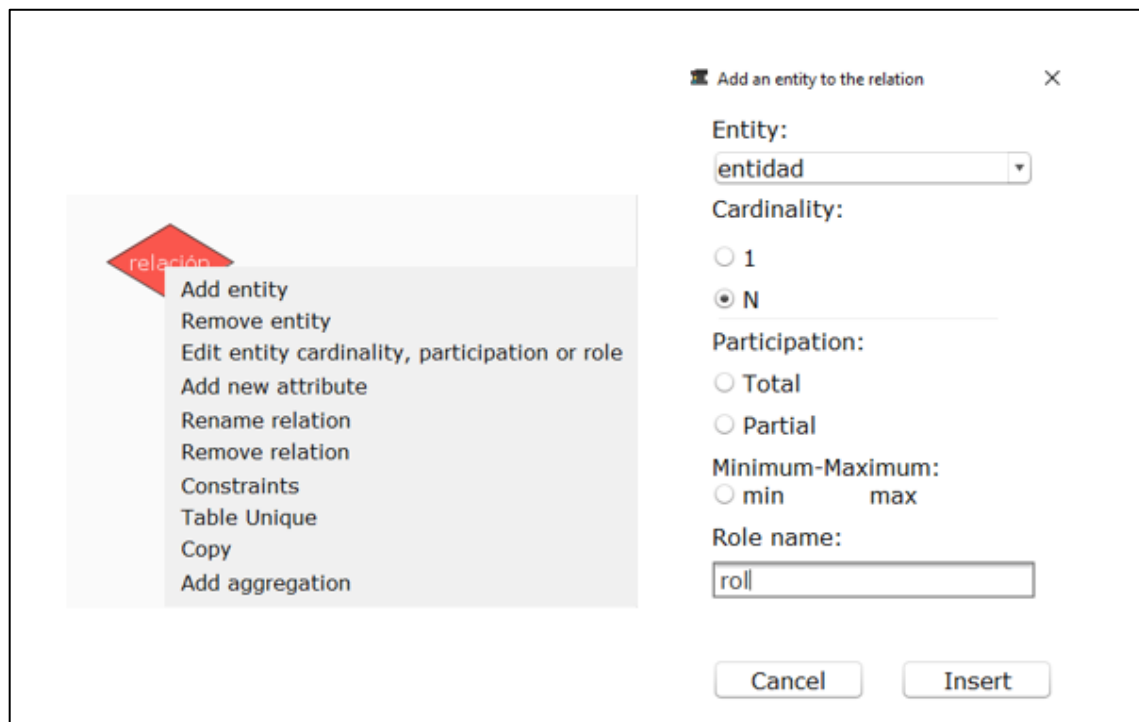 relación
Add entity
Remove entity
Edit entity cardinality, participation or role
Add new attribute
Rename relation
Remove relation
Constraints
Table Unique
Copy
Add aggregation
Add an entity to the relation
Entity:
entidad
Cardinality:
1
N
Participation:
Total
Partial
Minimum-Maximum:
min max
Role name:
rol
Cancel Insert